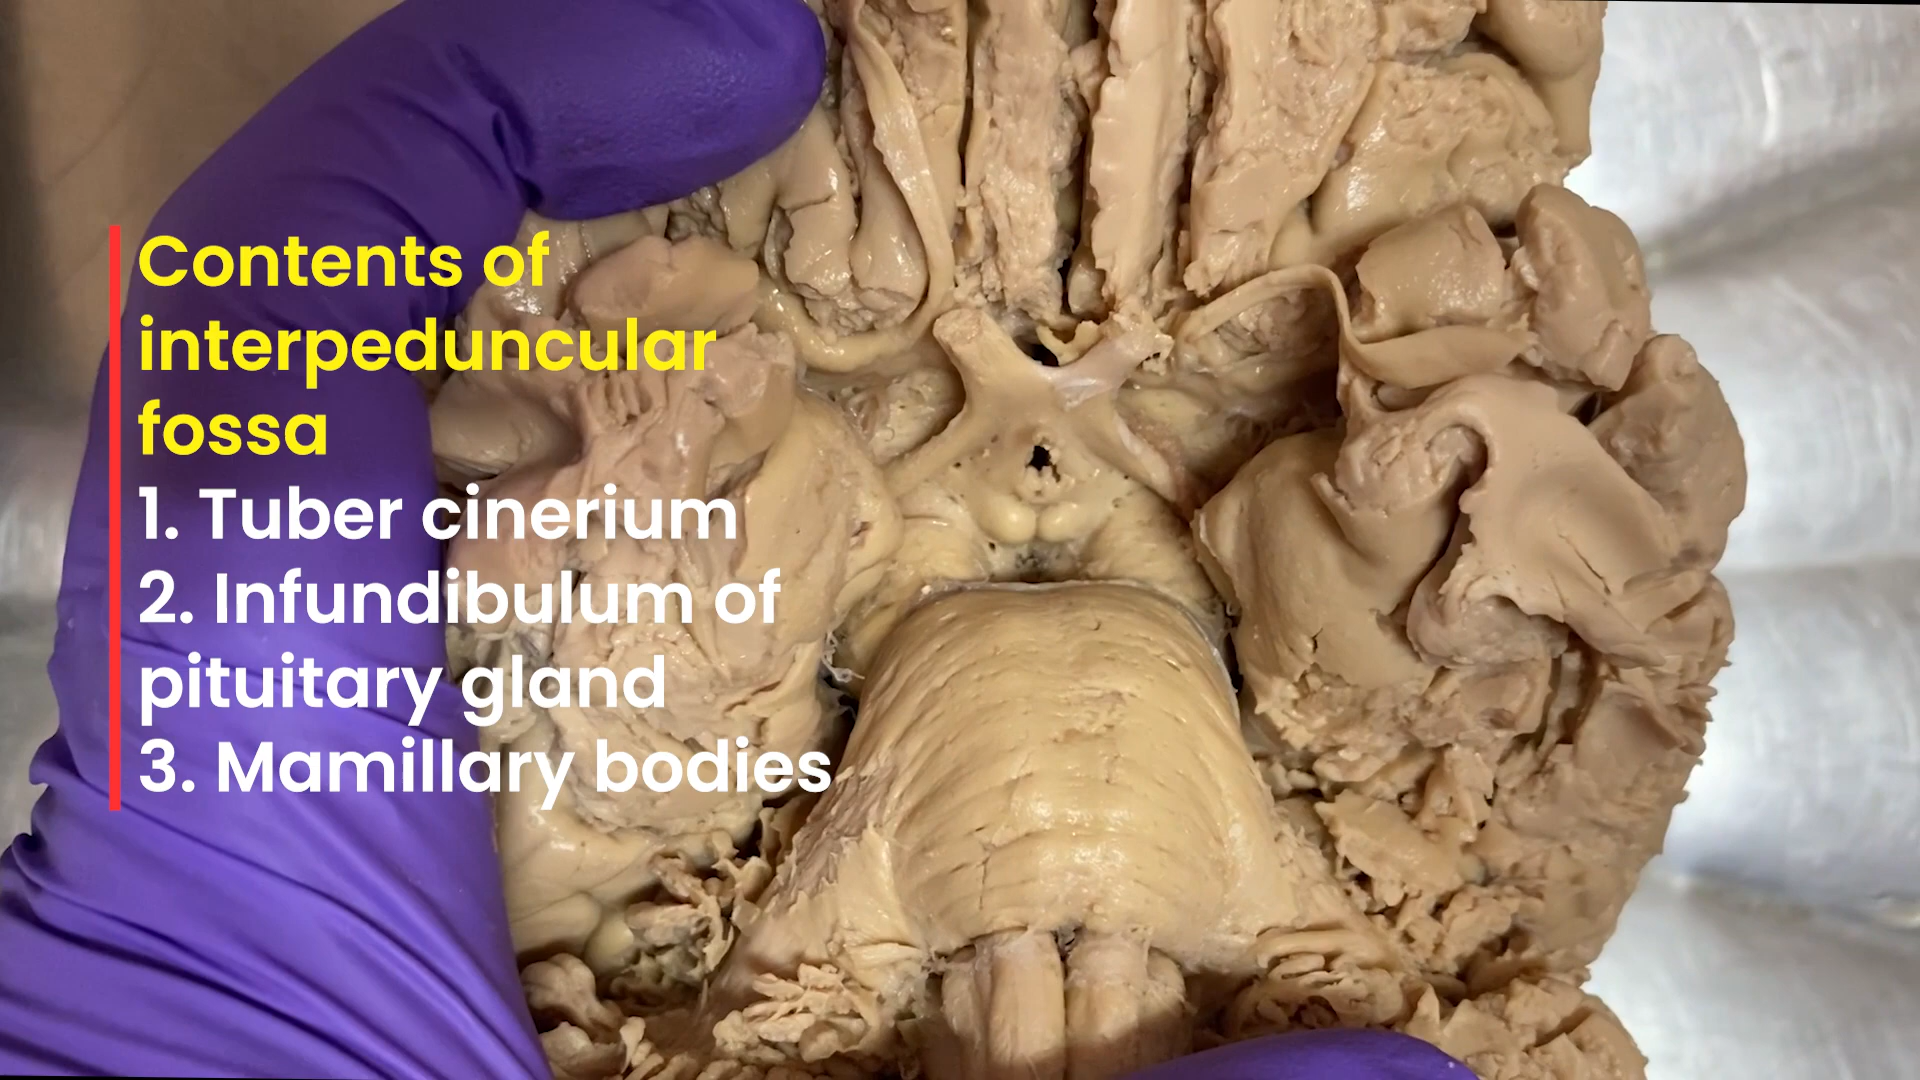 Contents of
interpeduncular
fossa
1. Tuber cinerium
2. Infundibulum of
pituitary gland
3. Mamillary bodies